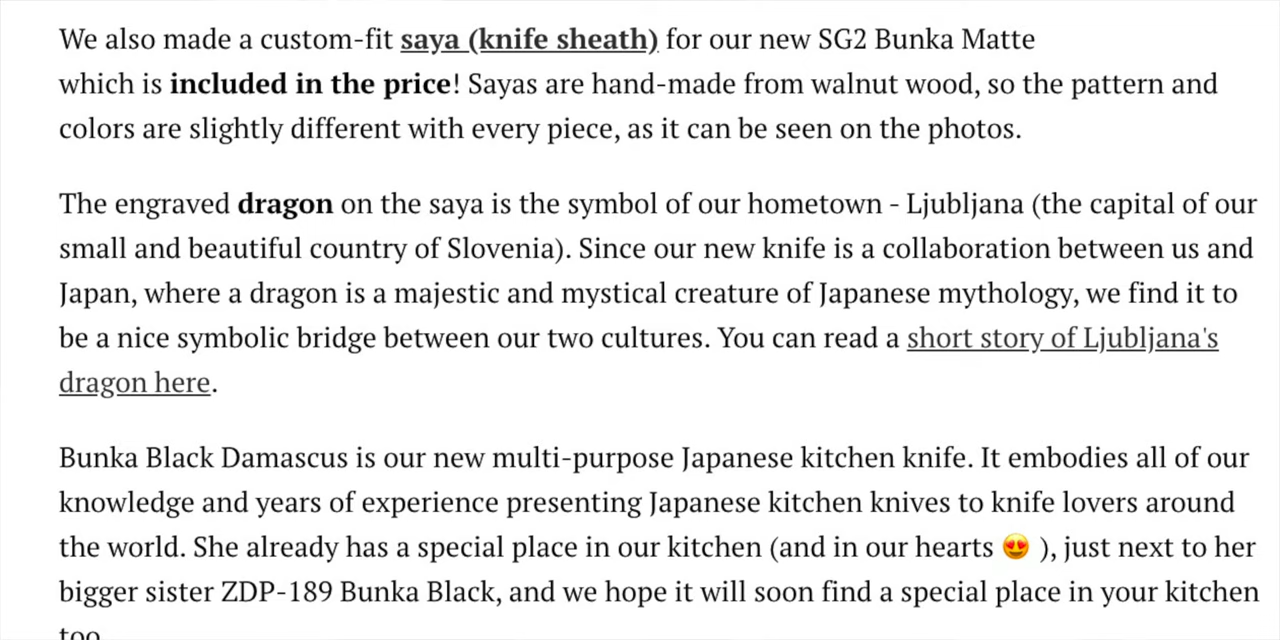 We also made a custom-fit saya (knife sheath) for our new SG2 Bunka Matte
which is included in the price! Sayas are hand-made from walnut wood, so the pattern and
colors are slightly different with every piece, as it can be seen on the photos.
The engraved dragon on the saya is the symbol of our hometown - Ljubljana (the capital of our
small and beautiful country of Slovenia). Since our new knife is a collaboration between us and
Japan, where a dragon is a majestic and mystical creature of Japanese mythology, we find it to
be a nice symbolic bridge between our two cultures. You can read a short story of Ljubljana's
dragon here.
Bunka Black Damascus is our new multi-purpose Japanese kitchen knife. It embodies all of our
knowledge and years of experience presenting Japanese kitchen knives to knife lovers around
the world. She already has a special place in our kitchen (and in our hearts 😍 ), just next to her
bigger sister ZDP-189 Bunka Black, and we hope it will soon find a special place in your kitchen
too